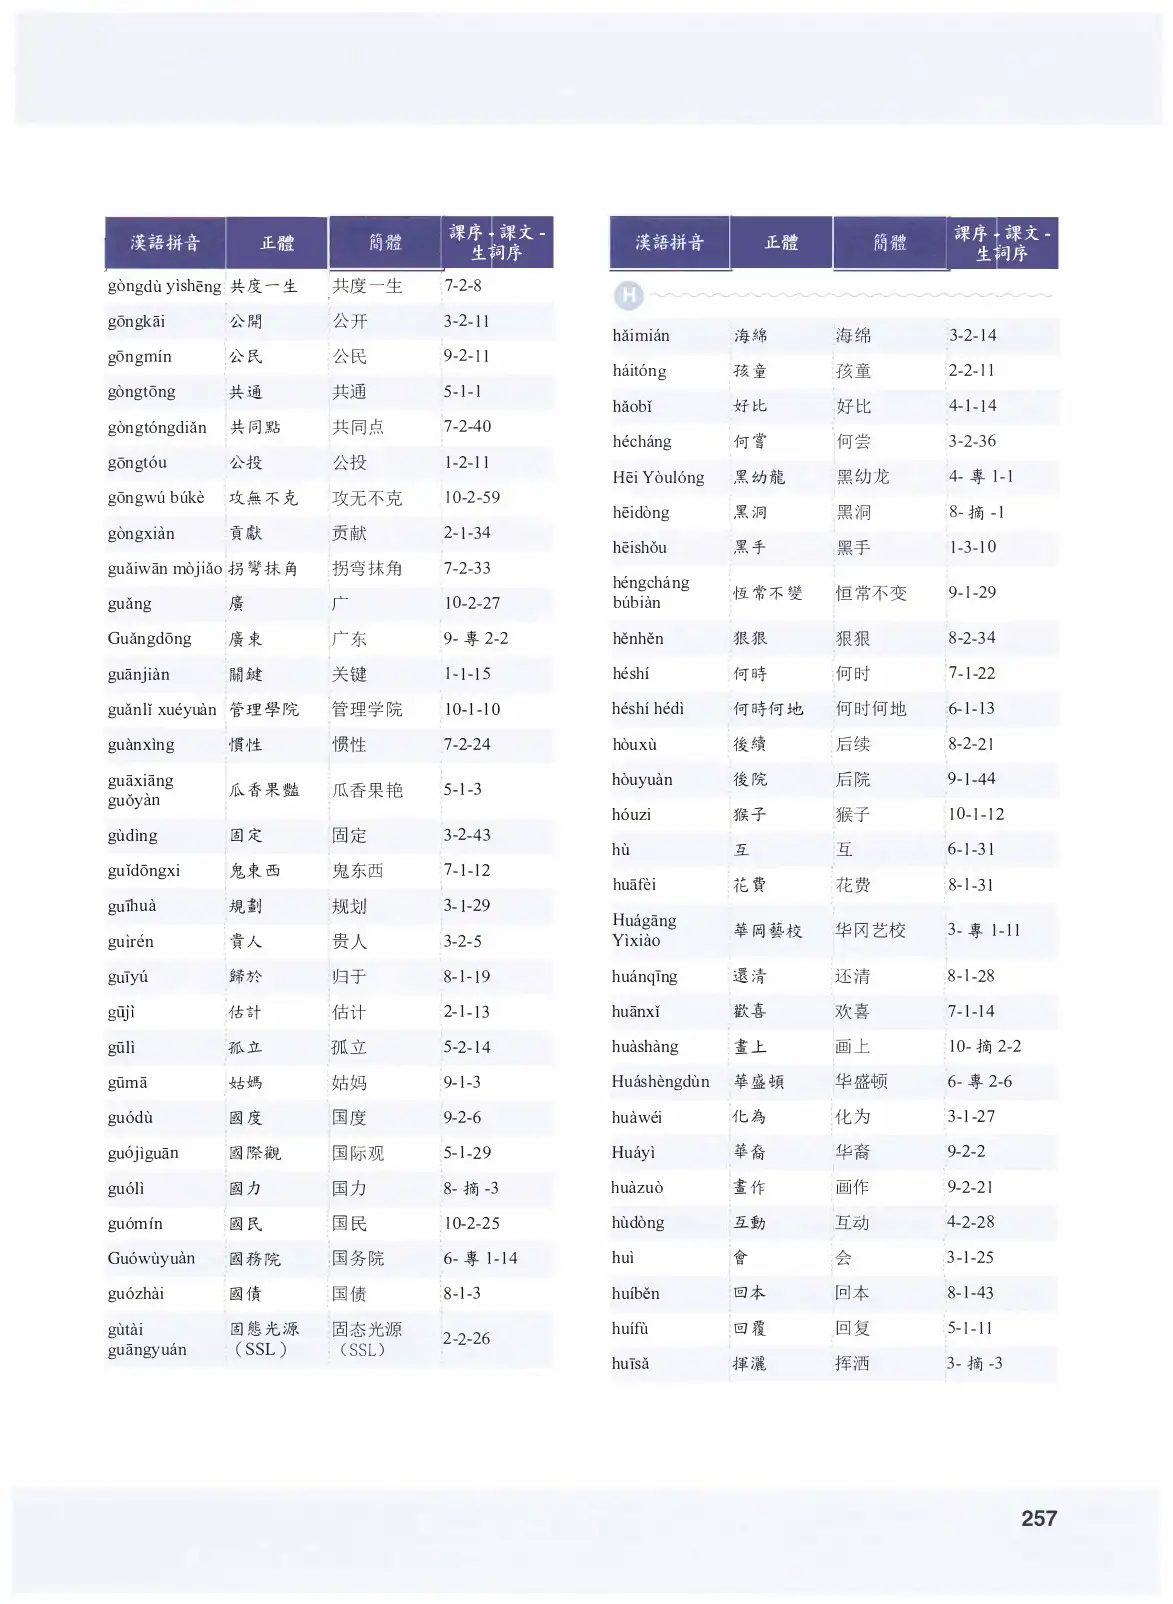 漢語拼音 正體 簡體 課序 - 課文 -
生詞序
gòngdù yìshēng 共度一生 共度一生 7-2-8
gōngkāi 公開 公开 3-2-11
gōngmín 公民 公民 9-2-11
gòngtōng 共通 共通 5-1-1
gòngtóngdiǎn 共同點 共同点 7-2-40
gōngtóu 公投 公投 1-2-11
gōngwú búkè 攻無不克 攻无不克 10-2-59
gòngxiàn 貢獻 贡献 2-1-34
guǎiwān mòjiǎo 拐彎抹角 拐弯抹角 7-2-33
guǎng 廣 广 10-2-27
Guǎngdōng 廣東 广东 9- 專 2-2
guānjiàn 關鍵 关键 1-1-15
guǎnlǐ xuéyuàn 管理學院 管理学院 10-1-10
guànxìng 慣性 惯性 7-2-24
guāxiāng
guǒyàn 瓜香果豔 瓜香果艳 5-1-3
gùdìng 固定 固定 3-2-43
guǐdōngxi 鬼東西 鬼东西 7-1-12
guīhuà 規劃 规划 3-1-29
guìrén 貴人 贵人 3-2-5
guīyú 歸於 归于 8-1-19
gūjì 估計 估计 2-1-13
gūlì 孤立 孤立 5-2-14
gūmā 姑媽 姑妈 9-1-3
guódù 國度 国度 9-2-6
guójìguān 國際觀 国际观 5-1-29
guólì 國力 国力 8- 摘 -3
guómín 國民 国民 10-2-25
Guówùyuàn 國務院 国务院 6- 專 1-14
guózhài 國債 国债 8-1-3
gùtài 固態光源 固态光源
guāngyuán （SSL） （SSL） 2-2-26
漢語拼音 正體 簡體 課序 - 課文 -
生詞序
H
hǎimián 海綿 海绵 3-2-14
háitóng 孩童 孩童 2-2-11
hǎobǐ 好比 好比 4-1-14
hécháng 何嘗 何尝 3-2-36
Hēi Yòulóng 黑幼龍 黑幼龙 4- 專 1-1
hēidòng 黑洞 黑洞 8- 摘 -1
hēishǒu 黑手 黑手 1-3-10
héngcháng
búbiàn 恆常不變 恒常不变 9-1-29
hěnhěn 狠狠 狠狠 8-2-34
héshí 何時 何时 7-1-22
héshí hédì 何時何地 何时何地 6-1-13
hòuxù 後續 后续 8-2-21
hòuyuàn 後院 后院 9-1-44
hóuzi 猴子 猴子 10-1-12
hù 互 互 6-1-31
huāfèi 花費 花费 8-1-31
Huágāng
Yìxiào 華岡藝校 华冈艺校 3- 專 1-11
huánqīng 還清 还清 8-1-28
huānxǐ 歡喜 欢喜 7-1-14
huàshàng 畫上 画上 10- 摘 2-2
Huáshèngdùn 華盛頓 华盛顿 6- 專 2-6
huàwéi 化為 化为 3-1-27
Huáyì 華裔 华裔 9-2-2
huàzuò 畫作 画作 9-2-21
hùdòng 互動 互动 4-2-28
huì 會 会 3-1-25
huíběn 回本 回本 8-1-43
huífù 回覆 回复 5-1-11
huīsǎ 揮灑 挥洒 3- 摘 -3
257